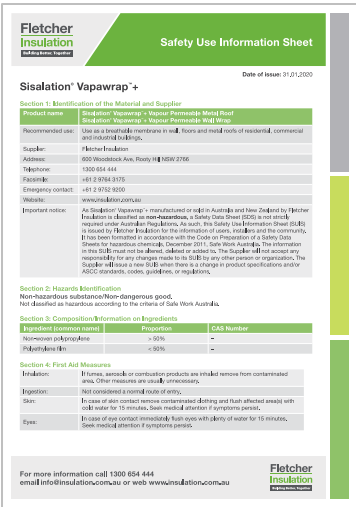 Fletcher
Insulation
Building Better, Together
Safety Use Information Sheet
Date of issue: 31.01.2020
Sisalation® Vapawrap™+
Section 1: Identification of the Material and Supplier
Product name Sisalation® Vapawrap™+ Vapour Permeable Metal Roof
Sisalation® Vapawrap™+ Vapour Permeable Wall Wrap
Recommended use: Use as a breathable membrane in wall, floors and metal roofs of residential, commercial
and industrial buildings.
Supplier: Fletcher Insulation
Address: 600 Woodstock Ave, Rooty Hill NSW 2766
Telephone: 1300 654 444
Facsimile: +61 2 9764 3175
Emergency contact: +61 2 9752 9200
Website: www.insulation.com.au
Important notice: As Sisalation® Vapawrap™+ manufactured or sold in Australia and New Zealand by Fletcher
Insulation is classified as non-hazardous, a Safety Data Sheet (SDS) is not strictly
required under Australian Regulations. As such, this Safety Use Information Sheet (SUIS)
is issued by Fletcher Insulation for the information of users, installers and the community.
It has been formatted in accordance with the Code on Preparation of a Safety Data
Sheets for hazardous chemicals, December 2011, Safe Work Australia. The information
in this SUIS must not be altered, deleted or added to. The Supplier will not accept any
responsibility for any changes made to its SUIS by any other person or organization. The
Supplier will issue a new SUIS when there is a change in product specifications and/or
ASCC standards, codes, guidelines, or regulations.
Section 2: Hazards Identification
Non-hazardous substance/Non-dangerous good.
Not classified as hazardous according to the criteria of Safe Work Australia.
Section 3: Composition/Information on Ingredients
Ingredient (common name) Proportion CAS Number
Non-woven polypropylene > 50% –
Polyethylene film < 50% –
Section 4: First Aid Measures
Inhalation: If fumes, aerosols or combustion products are inhaled remove from contaminated
area. Other measures are usually unnecessary.
Ingestion: Not considered a normal route of entry.
Skin: In case of skin contact remove contaminated clothing and flush affected area(s) with
cold water for 15 minutes. Seek medical attention if symptoms persist.
Eyes: In case of eye contact immediately flush eyes with plenty of water for 15 minutes.
Seek medical attention if symptoms persist.
For more information call 1300 654 444
email info@insulation.com.au or web www.insulation.com.au
Fletcher
Insulation
Building Better, Together